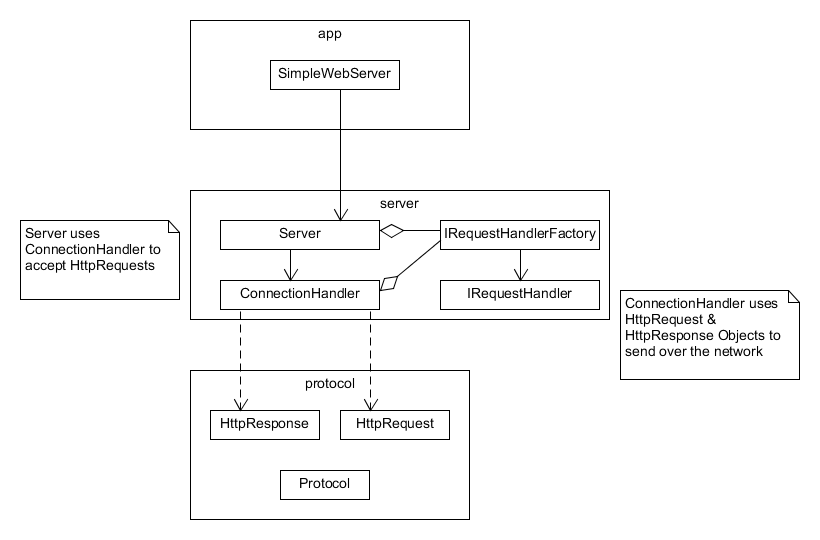 app
SimpleWebServer
server
Server
IRequestHandlerFactory
ConnectionHandler
IRequestHandler
Server uses
ConnectionHandler to
accept HttpRequests
ConnectionHandler uses
HttpRequest &
HttpResponse Objects to
send over the network
protocol
HttpResponse
HttpRequest
Protocol